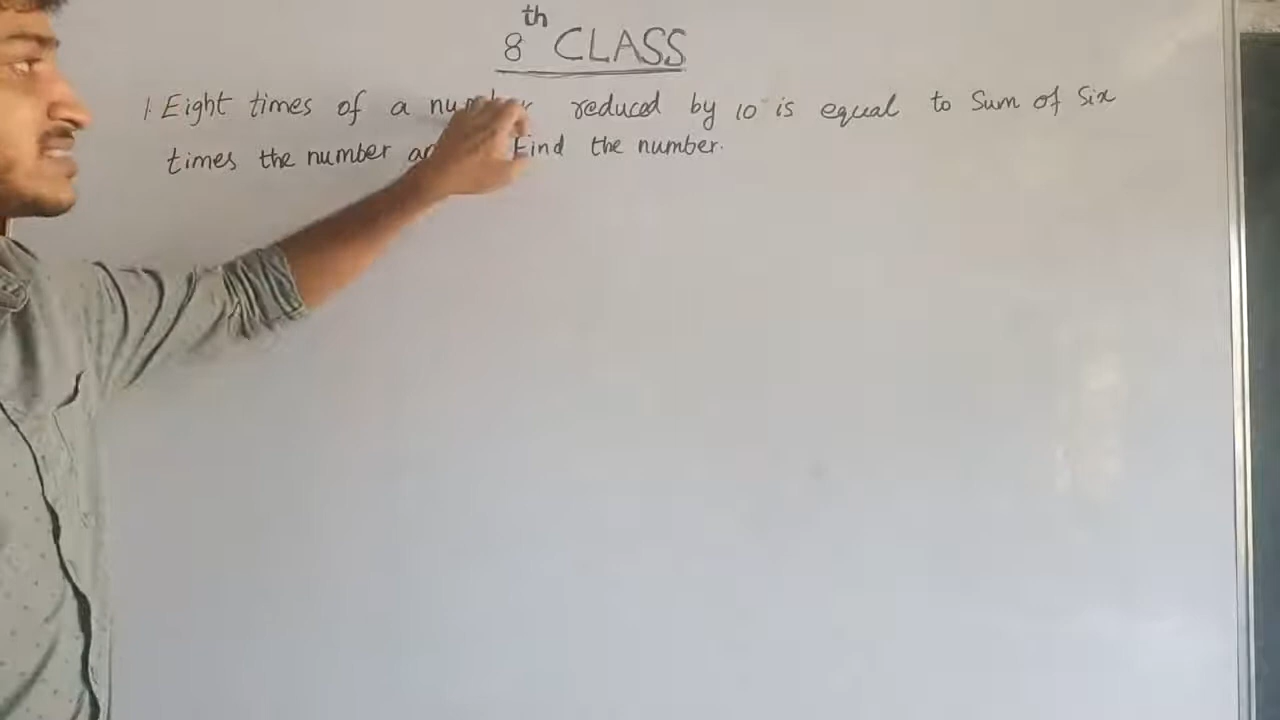 8th CLASS
1. Eight times of a number reduced by 10 is equal to Sum of Six
times the number Find the number.